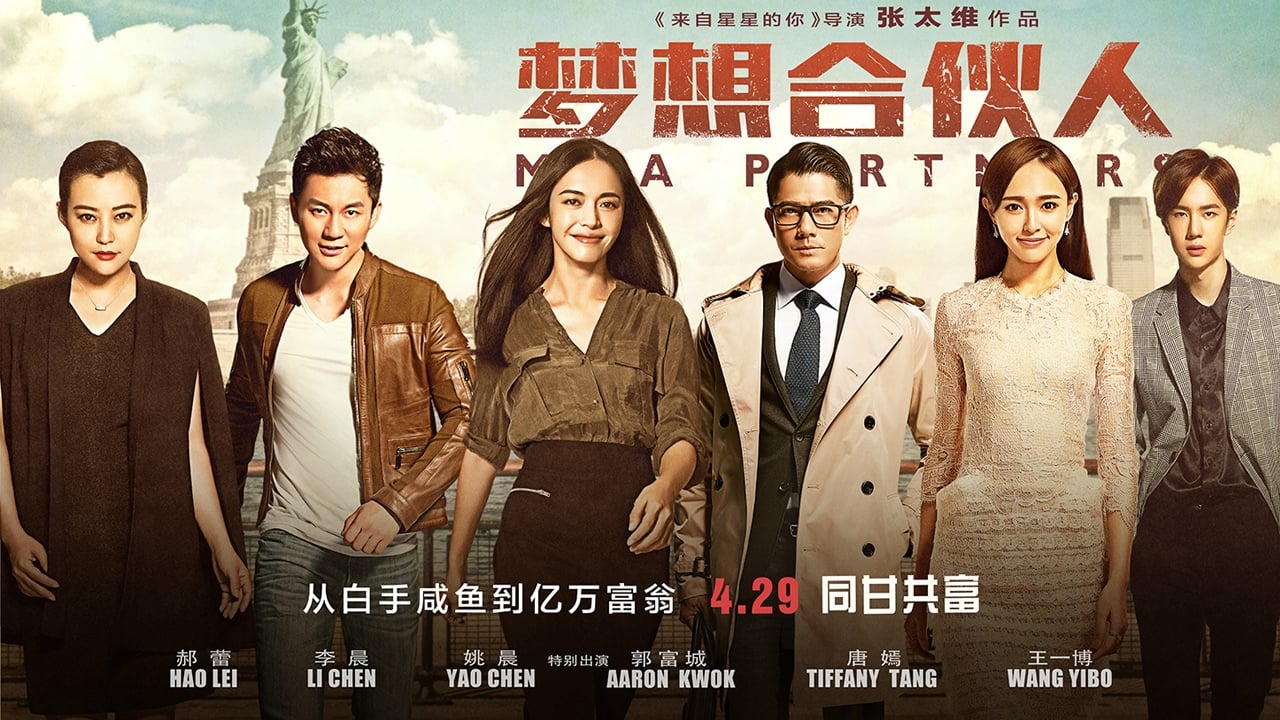 《来自星星的你》导演 张太维 作品
梦想合伙人
从白手咸鱼到亿万富翁 4.29 同甘共富
郝蕾 李晨 姚晨 特别出演 郭富城 唐嫣 王一博
HAO LEI LI CHEN YAO CHEN AARON KWOK TIFFANY TANG WANG YIBO